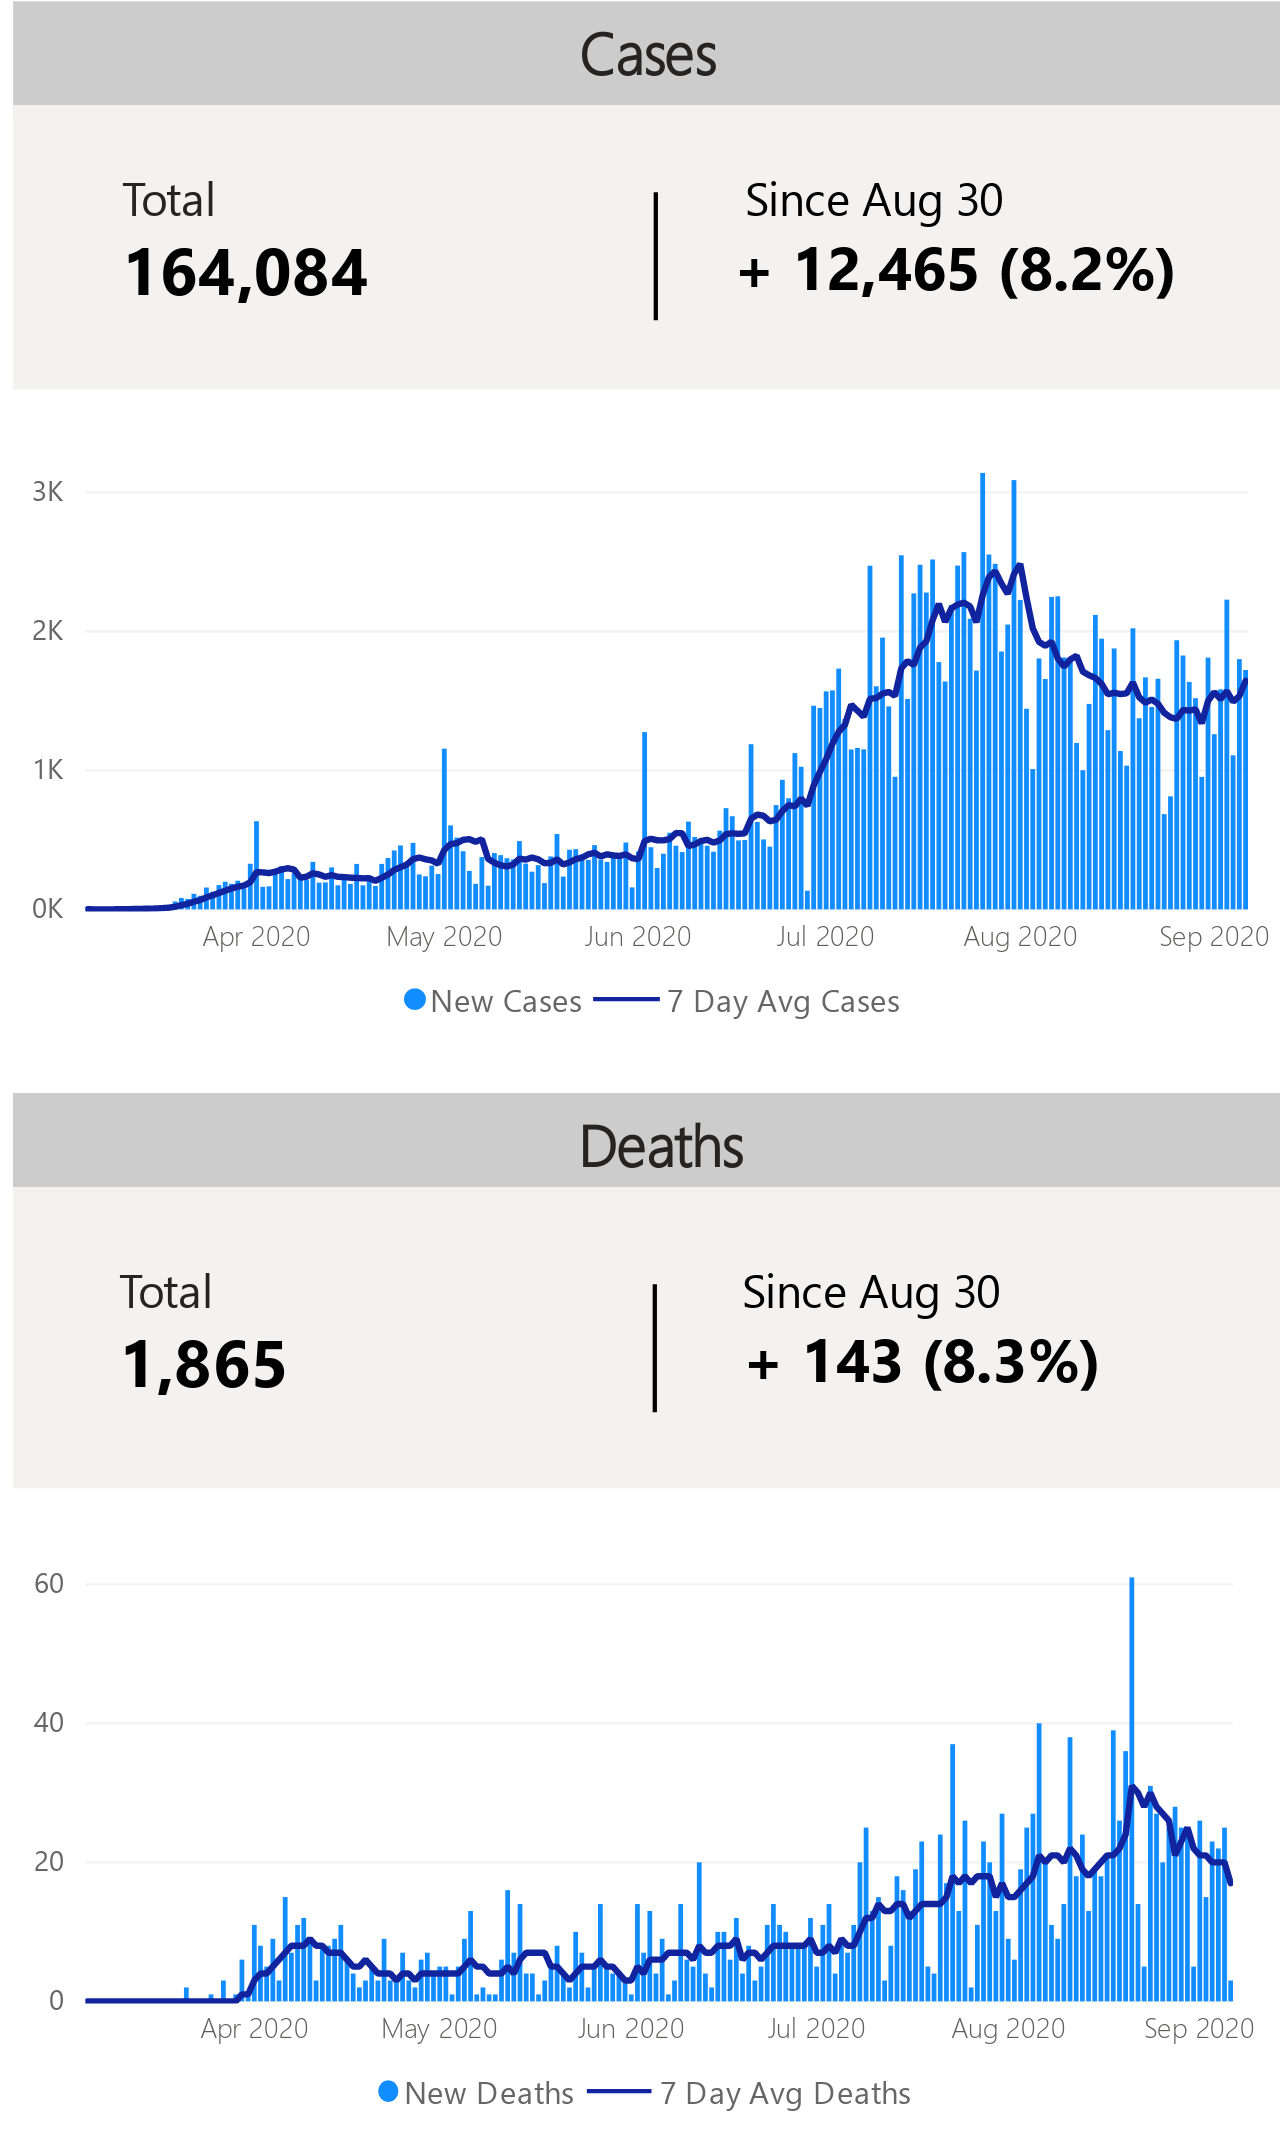 Cases
Total
Since Aug 30
164,084
+ 12,465 (8.2%)
3K
2K
1K
0K
Apr 2020
May 2020
Jun 2020
Jul 2020
Aug 2020
Sep 2020
New Cases
7 Day Avg Cases
Deaths
Total
Since Aug 30
1,865
+ 143 (8.3%)
60
40
20
0
Apr 2020
May 2020
Jun 2020
Jul 2020
Aug 2020
Sep 2020
New Deaths
7 Day Avg Deaths